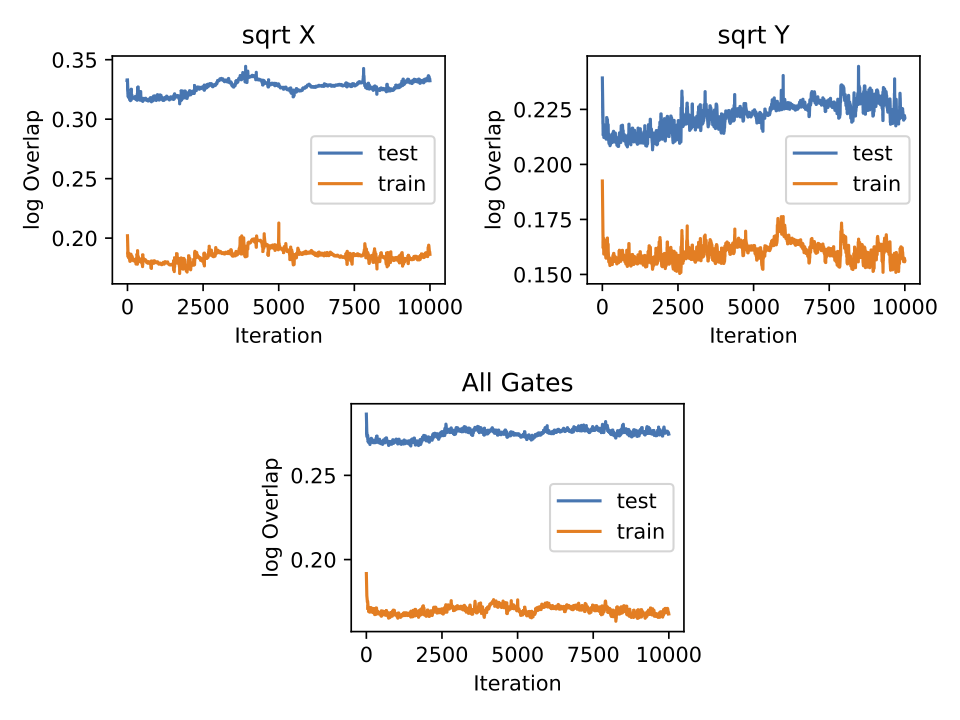 sqrt X
log Overlap
0.35
0.30
0.25
0.20
test
train
0
2500
5000
7500
10000
Iteration
sqrt Y
log Overlap
0.225
0.200
0.175
0.150
test
train
0
2500
5000
7500
10000
Iteration
All Gates
log Overlap
0.25
0.20
test
train
0
2500
5000
7500
10000
Iteration